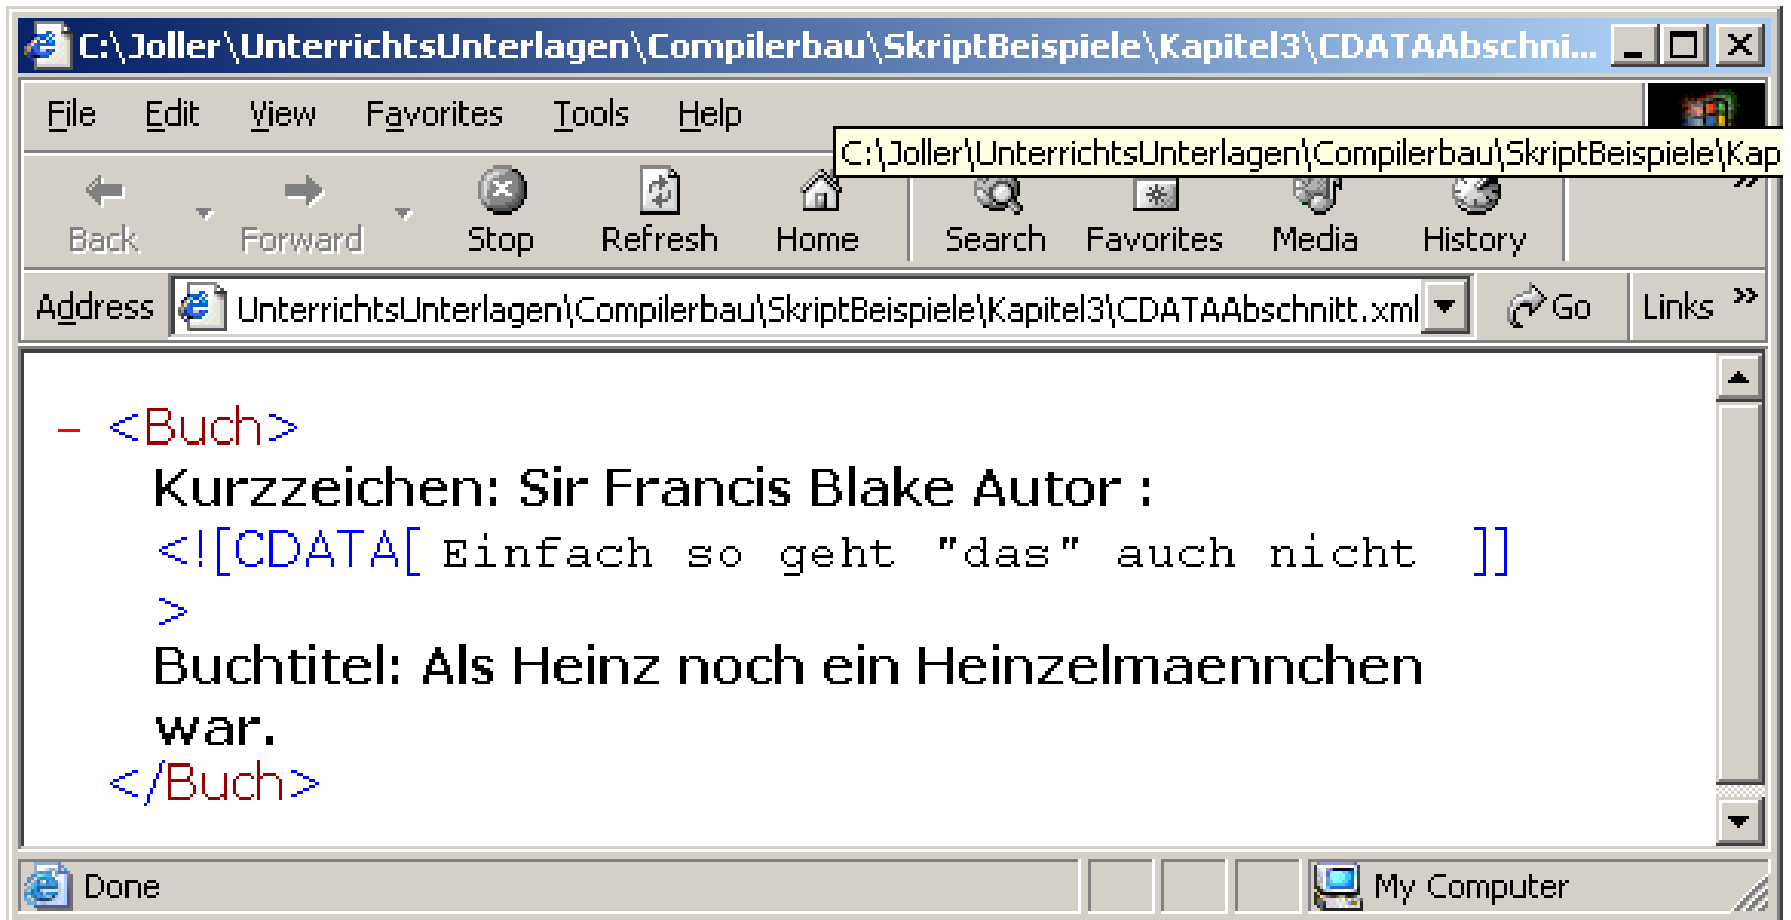 C:\Joller\UnterrichtsUnterlagen\Compilerbau\SkriptBeispiele\Kapitel3\CDATAAbschni...
File Edit View Favorites Tools Help
C:\Joller\UnterrichtsUnterlagen\Compilerbau\SkriptBeispiele\Kap
Back Forward Stop Refresh Home Search Favorites Media History »
Address UnterrichtsUnterlagen\Compilerbau\SkriptBeispiele\Kapitel3\CDATAAbschnitt.xml Go Links »
- <Buch>
Kurzzeichen: Sir Francis Blake Autor :
<![CDATA[ Einfach so geht "das" auch nicht ]]
>
Buchtitel: Als Heinz noch ein Heinzelmaennchen
war.
</Buch>
Done My Computer